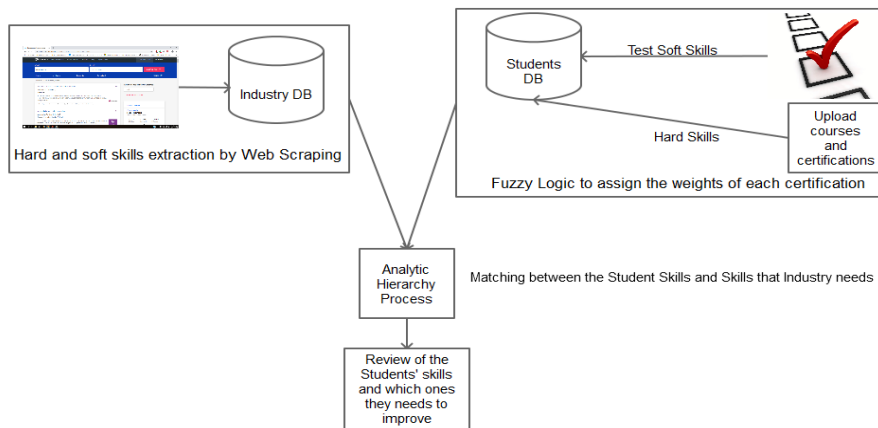 Industry DB
Hard and soft skills extraction by Web Scraping
Students
DB
Test Soft Skills
Hard Skills
Upload
courses
and
certifications
Fuzzy Logic to assign the weights of each certification
Analytic
Hierarchy
Process
Matching between the Student Skills and Skills that Industry needs
Review of the
Students' skills
and which ones
they needs to
improve